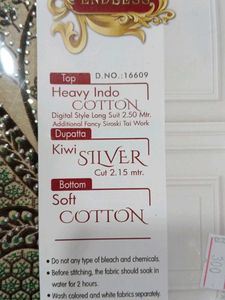 ENDLESS
Top D.NO.:16609
Heavy Indo
COTTON
Digital Style Long Suit 2.50 Mtr.
Additional Fancy Siroski Tai Work
Dupatta
Kiwi SILVER
Cut 2.15 mtr.
Bottom
Soft
COTTON
• Do not any type of bleach and chemicals.
• Before stitching, the fabric should soak in
water for 2 hours.
• Wash colored and white fabrics separately.
300